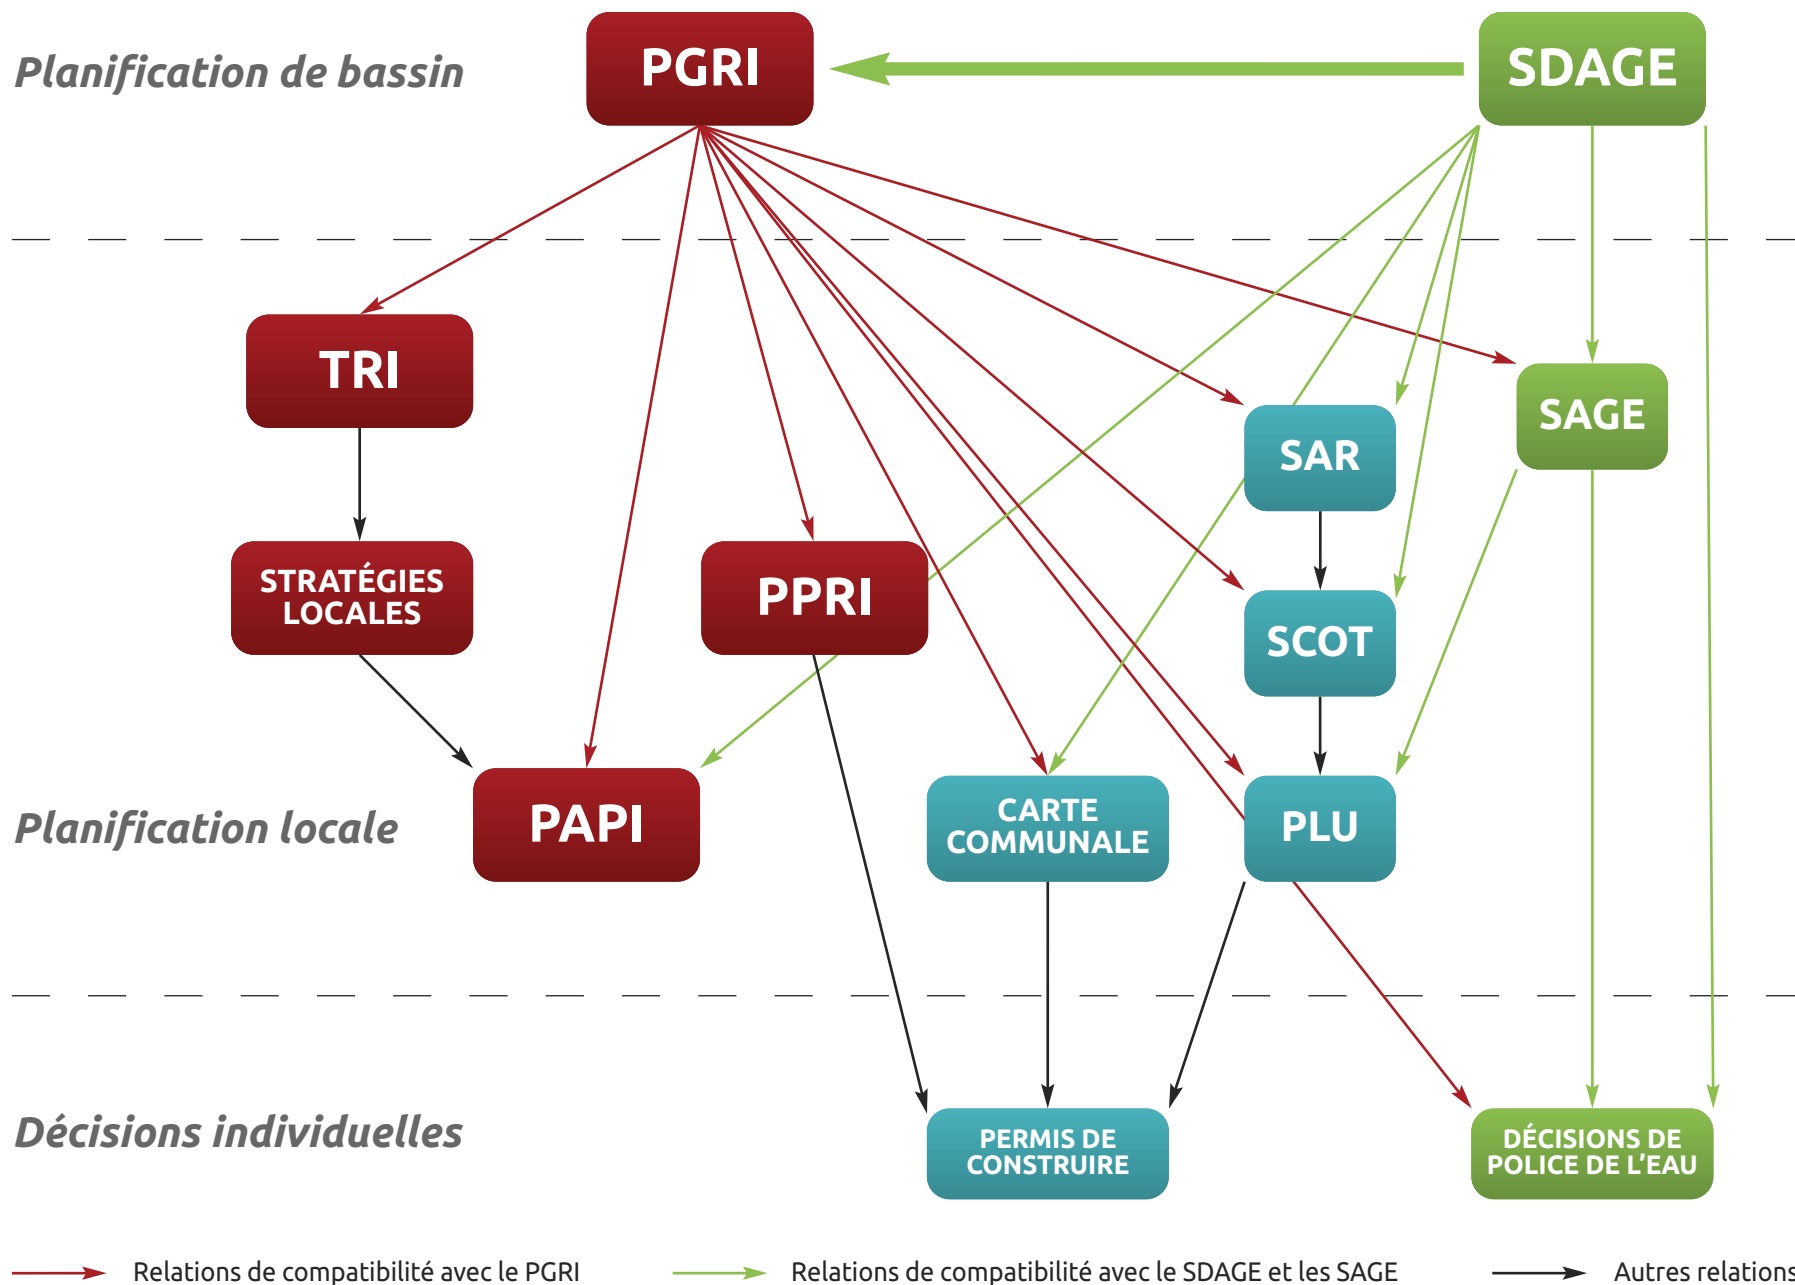 Planification de bassin
PGRI
SDAGE
TRI
SAGE
SAR
STRATÉGIES
LOCALES
PPRI
SCOT
Planification locale
PAPI
CARTE
COMMUNALE
PLU
Décisions individuelles
PERMIS DE
CONSTRUIRE
DÉCISIONS DE
POLICE DE L'EAU
Relations de compatibilité avec le PGRI
Relations de compatibilité avec le SDAGE et les SAGE
Autres relations